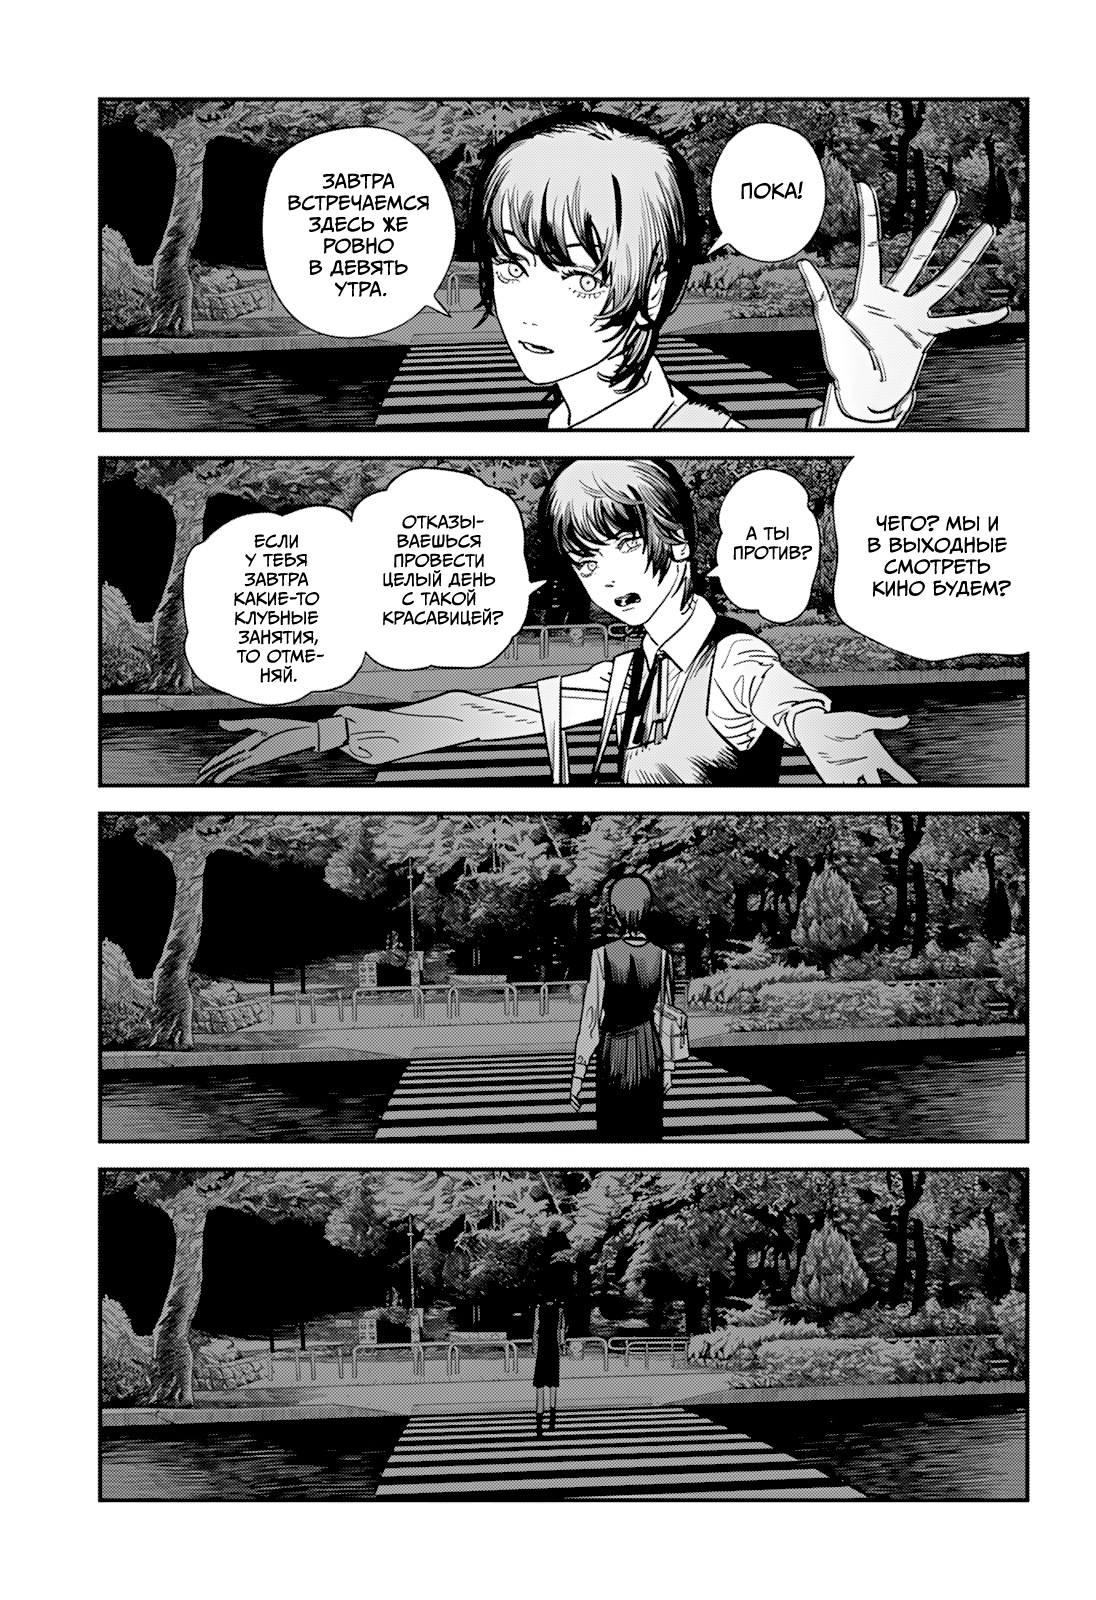 ПОКА!
ЗАВТРА
ВСТРЕЧАЕМСЯ
ЗДЕСЬ ЖЕ
РОВНО
В ДЕВЯТЬ
УТРА.
ЧЕГО? МЫ И
В ВЫХОДНЫЕ
СМОТРЕТЬ
КИНО БУДЕМ?
А ТЫ
ПРОТИВ?
ОТКАЗЫ-
ВАЕШЬСЯ
ПРОВЕСТИ
ЦЕЛЫЙ ДЕНЬ
С ТАКОЙ
КРАСАВИЦЕЙ?
ЕСЛИ
У ТЕБЯ
ЗАВТРА
КАКИЕ-ТО
КЛУБНЫЕ
ЗАНЯТИЯ,
ТО ОТМЕ-
НЯЙ.